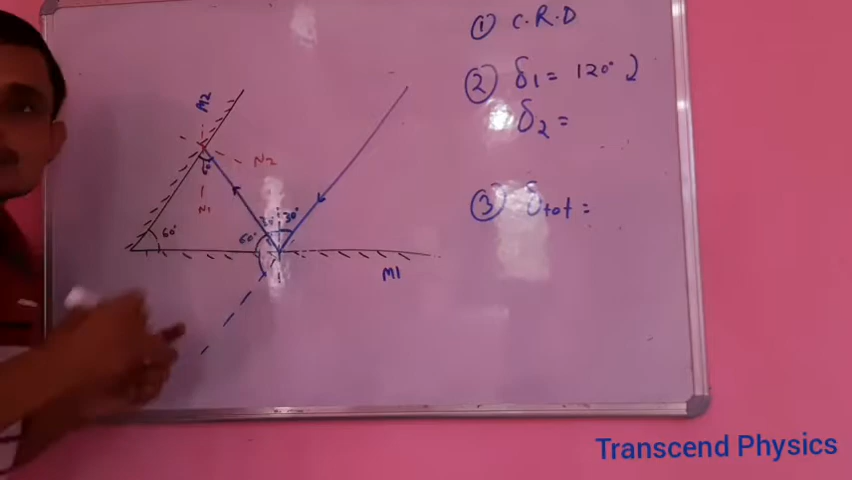 ① C.R.D
② δ1 = 120°
δ2 =
③ δtot =
M2
60°
N2
N1
30° 30°
60°
60°
M1
Transcend Physics